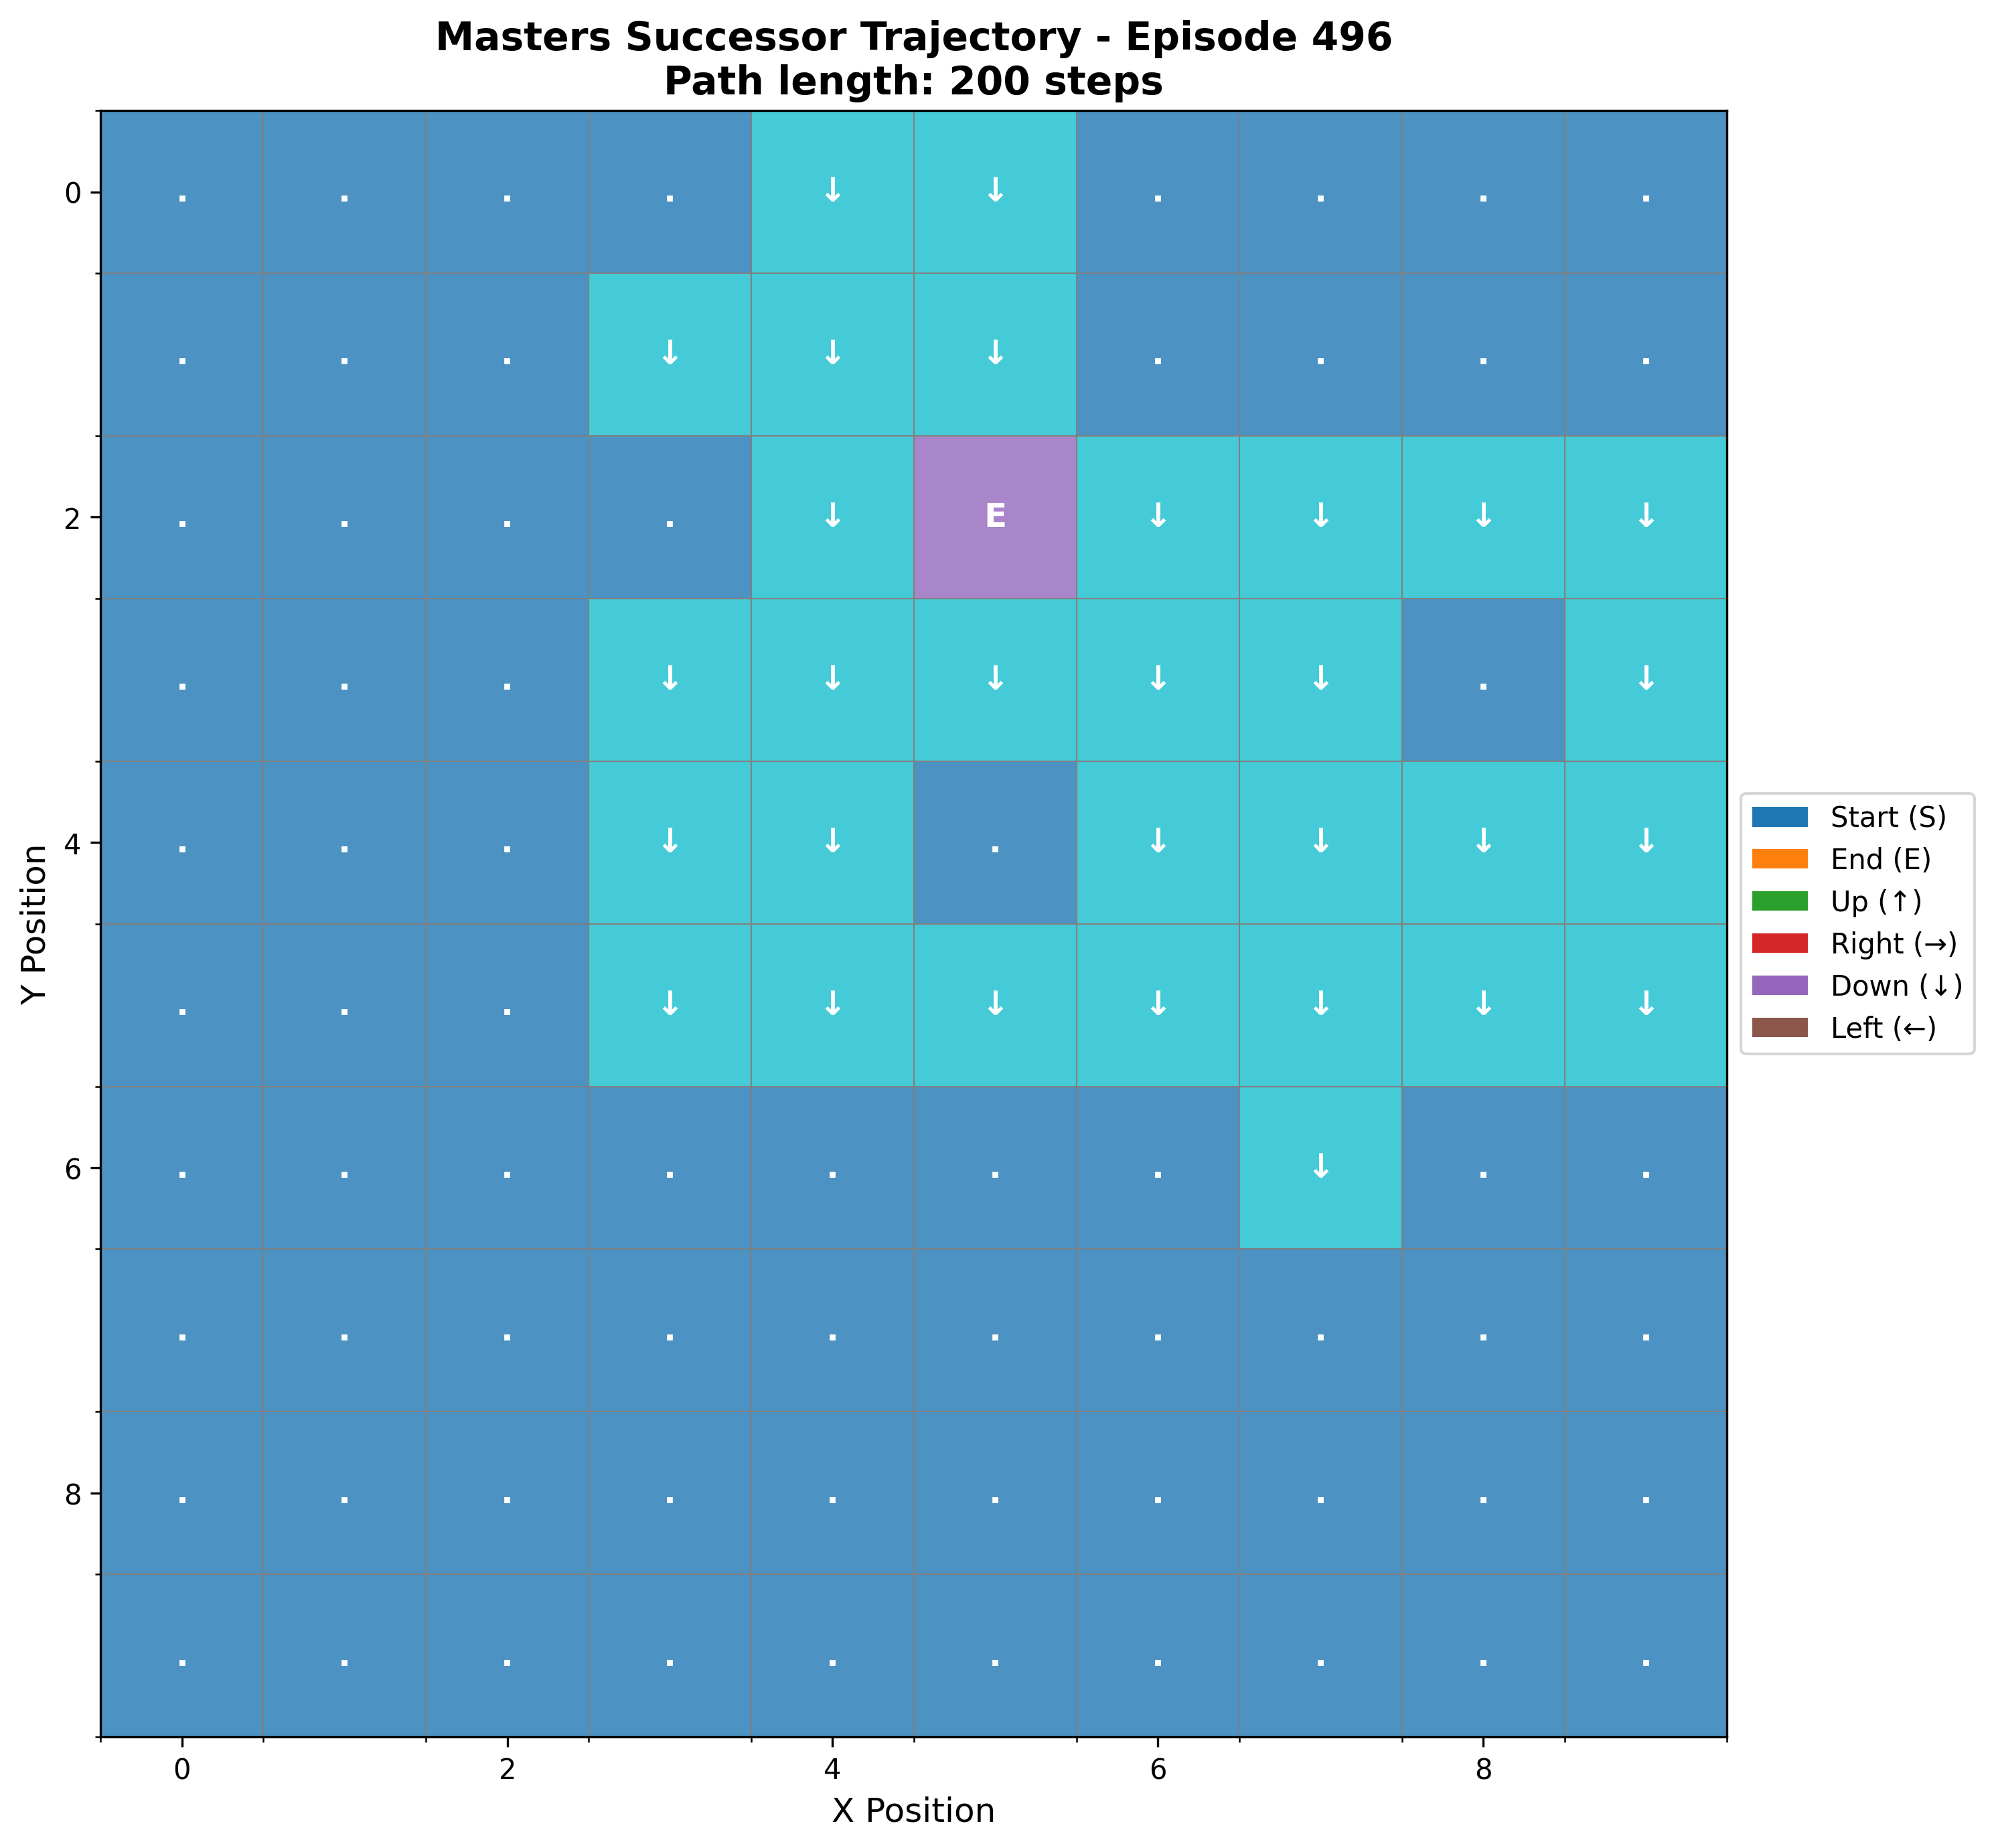 Masters Successor Trajectory - Episode 496
Path length: 200 steps
0 . . . . ↓ ↓ . . . .
. . . ↓ ↓ ↓ . . . .
2 . . . . ↓ E ↓ ↓ ↓ ↓
. . . ↓ ↓ ↓ ↓ ↓ . ↓
4 . . . ↓ ↓ . ↓ ↓ ↓ ↓
. . . ↓ ↓ ↓ ↓ ↓ ↓ ↓
6 . . . . . . . ↓ . .
. . . . . . . . . .
8 . . . . . . . . . .
. . . . . . . . . .
0 2 4 6 8
X Position
Y Position
Start (S)
End (E)
Up (↑)
Right (→)
Down (↓)
Left (←)